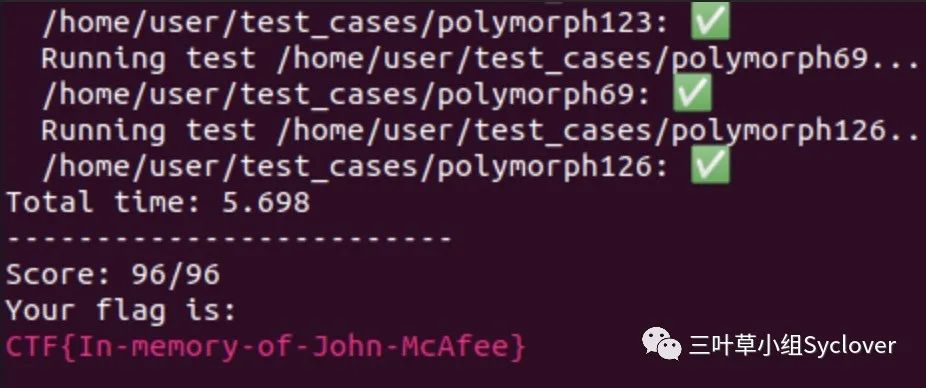 /home/user/test_cases/polymorph123: ✅
Running test /home/user/test_cases/polymorph69...
/home/user/test_cases/polymorph69: ✅
Running test /home/user/test_cases/polymorph126..
/home/user/test_cases/polymorph126: ✅
Total time: 5.698
-------------------------
Score: 96/96
Your flag is:
CTF{In-memory-of-John-McAfee}
三叶草小组Syclover